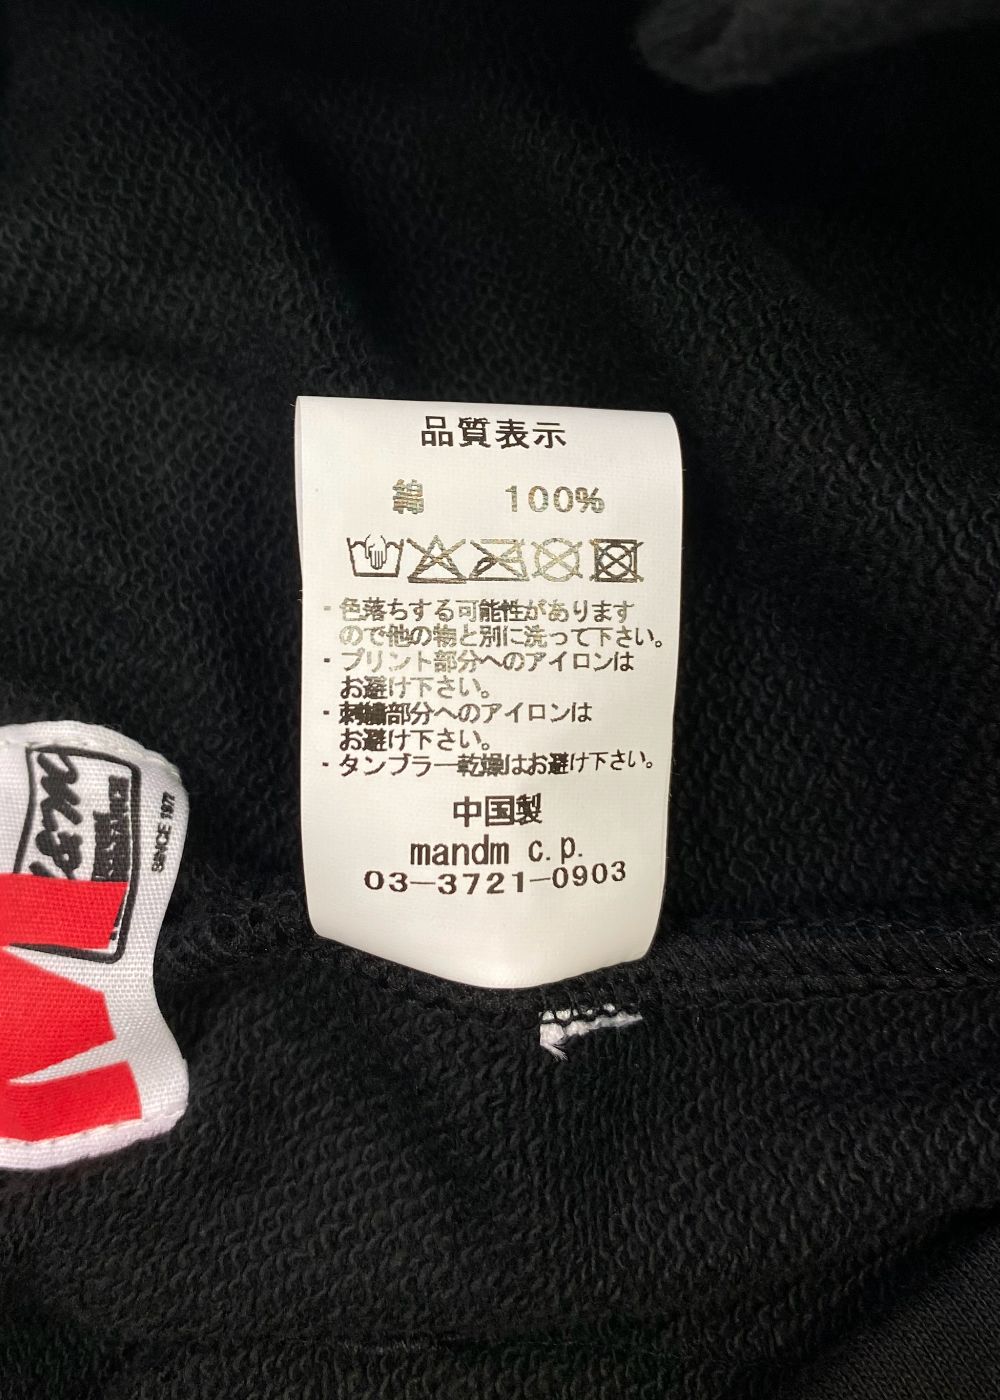 品質表示
綿 100%
・色落ちする可能性があります
ので他の物と別に洗って下さい。
・プリント部分へのアイロンは
お避け下さい。
・刺繍部分へのアイロンは
お避け下さい。
・タンブラー乾燥はお避け下さい。
中国製
mandm c.p.
03-3721-0903
M&M
SINCE 1977